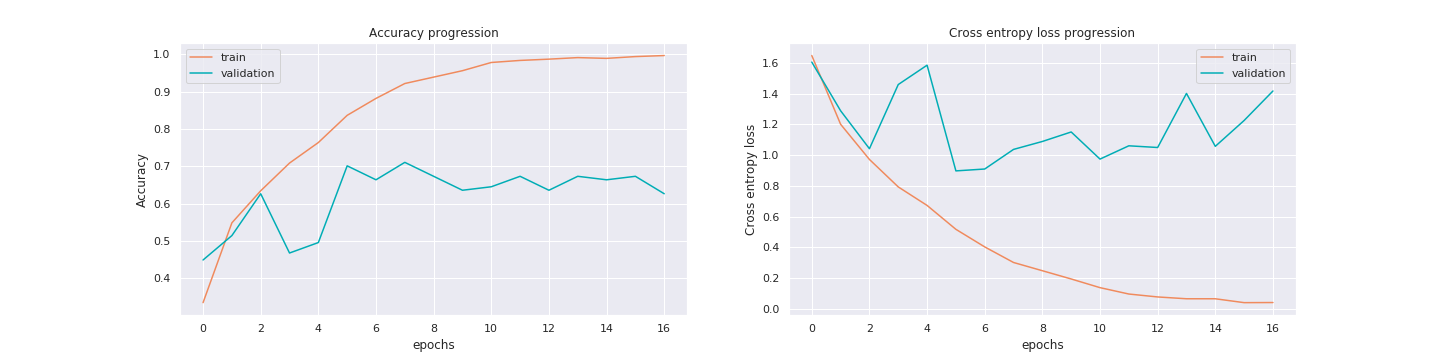 Accuracy progression
train
validation
1.0
0.9
0.8
0.7
0.6
0.5
0.4
Accuracy
0 2 4 6 8 10 12 14 16
epochs
Cross entropy loss progression
train
validation
1.6
1.4
1.2
1.0
0.8
0.6
0.4
0.2
0.0
Cross entropy loss
0 2 4 6 8 10 12 14 16
epochs